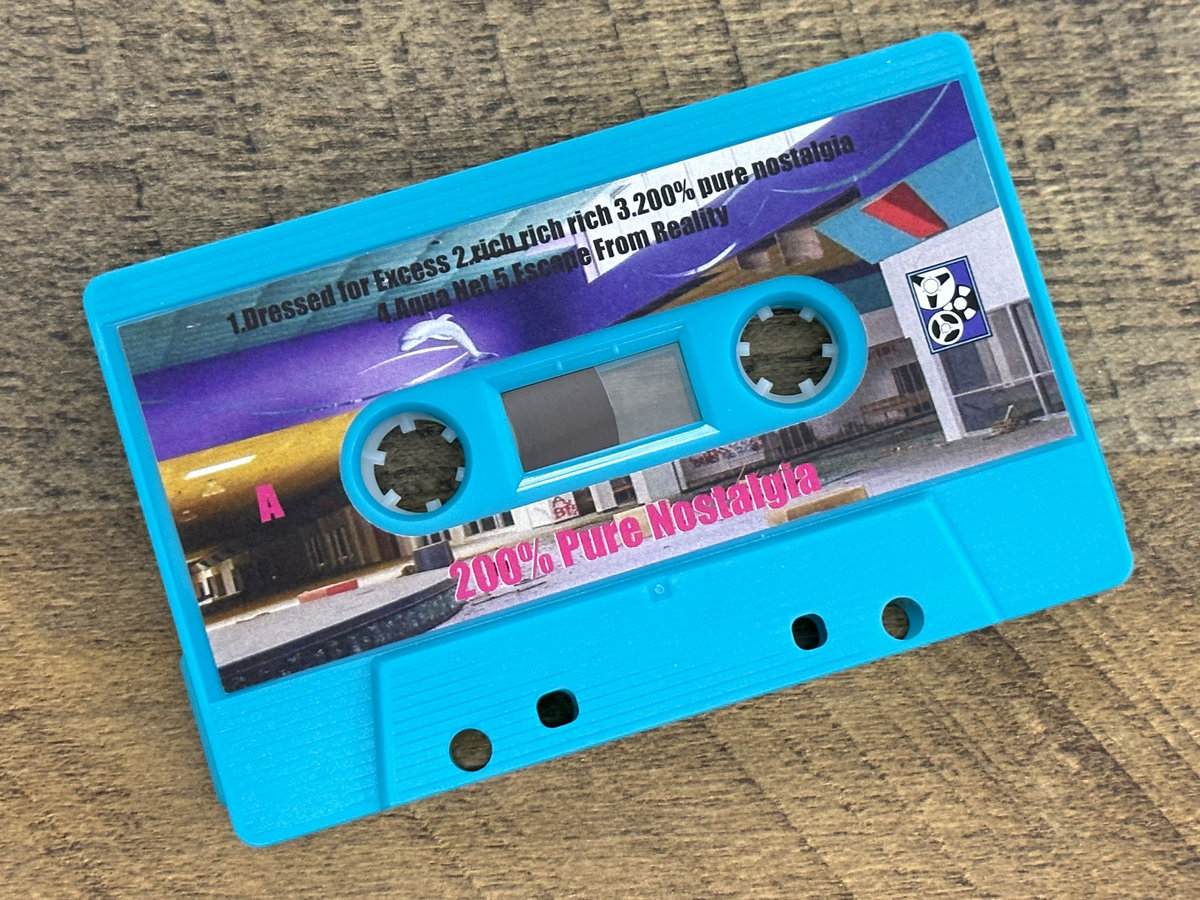 1.Dressed for Excess 2.rich rich rich 3.200% pure nostalgia
4.Aqua Net 5.Escape From Reality
A
200% Pure Nostalgia